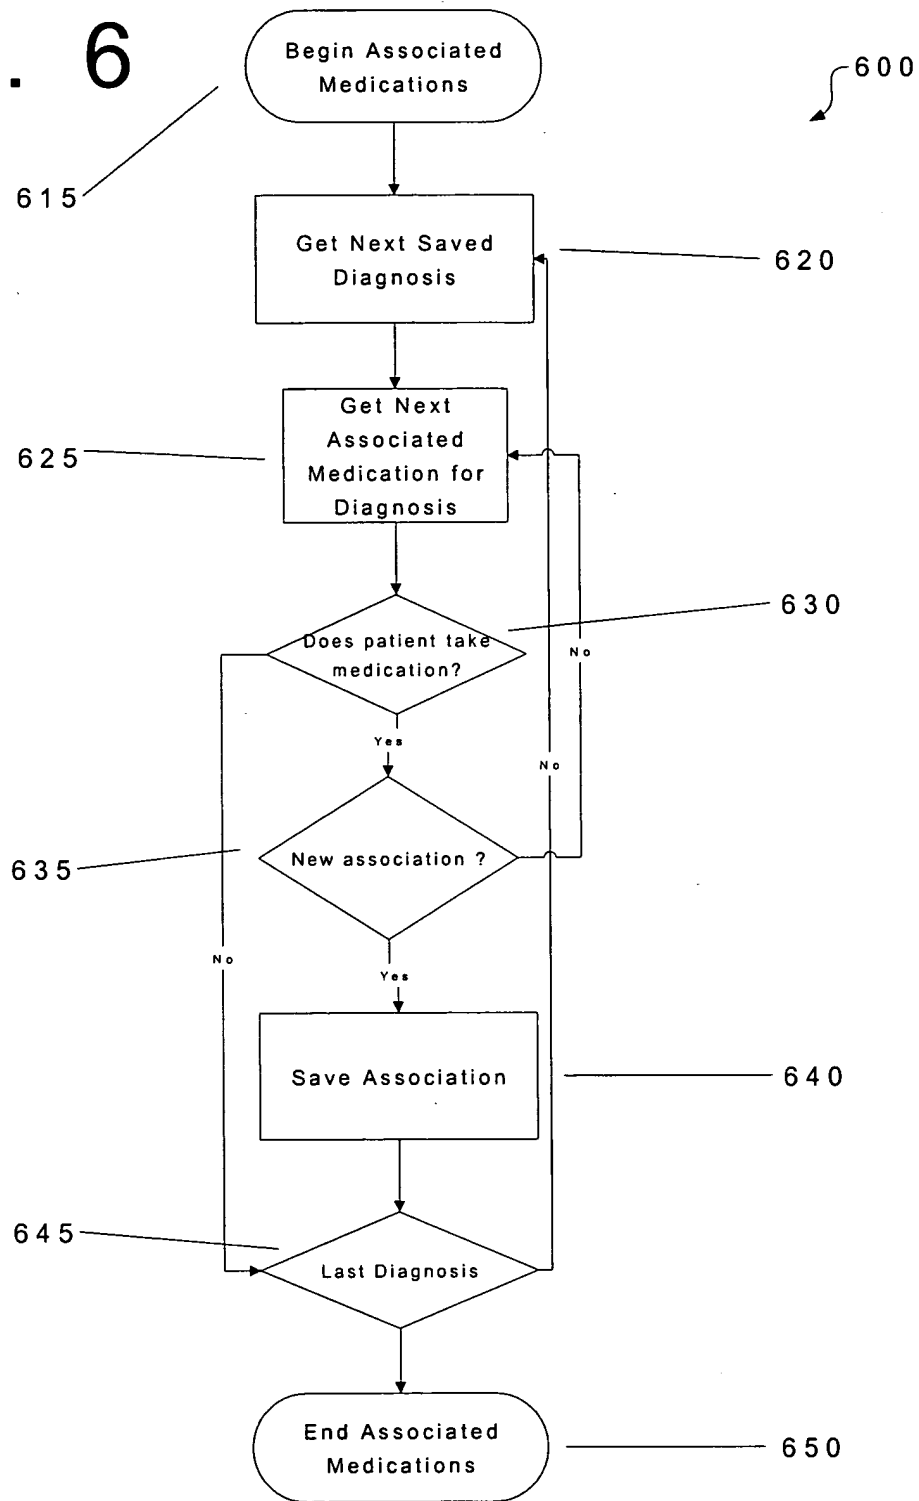 . 6
Begin Associated
Medications
600
615
Get Next Saved
Diagnosis
620
Get Next
Associated
Medication for
Diagnosis
625
Does patient take
medication?
630
No
Yes
No
New association ?
635
No
Yes
Save Association
640
645
Last Diagnosis
End Associated
Medications
650